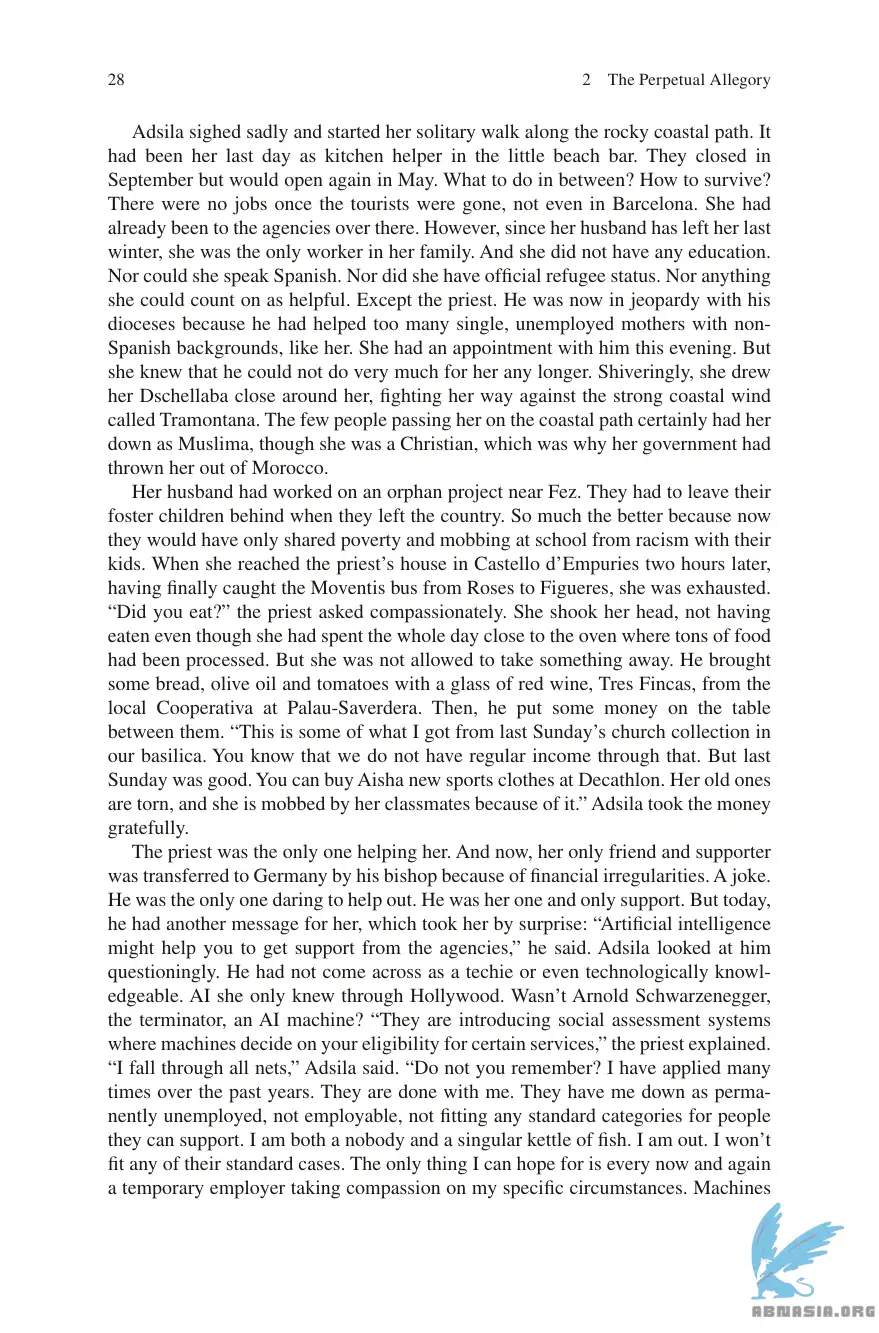 28
2 The Perpetual Allegory
Adsila sighed sadly and started her solitary walk along the rocky coastal path. It
had been her last day as kitchen helper in the little beach bar. They closed in
September but would open again in May. What to do in between? How to survive?
There were no jobs once the tourists were gone, not even in Barcelona. She had
already been to the agencies over there. However, since her husband has left her last
winter, she was the only worker in her family. And she did not have any education.
Nor could she speak Spanish. Nor did she have official refugee status. Nor anything
she could count on as helpful. Except the priest. He was now in jeopardy with his
dioceses because he had helped too many single, unemployed mothers with non-
Spanish backgrounds, like her. She had an appointment with him this evening. But
she knew that he could not do very much for her any longer. Shiveringly, she drew
her Dschellaba close around her, fighting her way against the strong coastal wind
called Tramontana. The few people passing her on the coastal path certainly had her
down as Muslima, though she was a Christian, which was why her government had
thrown her out of Morocco.
Her husband had worked on an orphan project near Fez. They had to leave their
foster children behind when they left the country. So much the better because now
they would have only shared poverty and mobbing at school from racism with their
kids. When she reached the priest’s house in Castello d’Empuries two hours later,
having finally caught the Moventis bus from Roses to Figueres, she was exhausted.
“Did you eat?” the priest asked compassionately. She shook her head, not having
eaten even though she had spent the whole day close to the oven where tons of food
had been processed. But she was not allowed to take something away. He brought
some bread, olive oil and tomatoes with a glass of red wine, Tres Fincas, from the
local Cooperativa at Palau-Saverdera. Then, he put some money on the table
between them. “This is some of what I got from last Sunday’s church collection in
our basilica. You know that we do not have regular income through that. But last
Sunday was good. You can buy Aisha new sports clothes at Decathlon. Her old ones
are torn, and she is mobbed by her classmates because of it.” Adsila took the money
gratefully.
The priest was the only one helping her. And now, her only friend and supporter
was transferred to Germany by his bishop because of financial irregularities. A joke.
He was the only one daring to help out. He was her one and only support. But today,
he had another message for her, which took her by surprise: “Artificial intelligence
might help you to get support from the agencies,” he said. Adsila looked at him
questioningly. He had not come across as a techie or even technologically knowl-
edgeable. AI she only knew through Hollywood. Wasn’t Arnold Schwarzenegger,
the terminator, an AI machine? “They are introducing social assessment systems
where machines decide on your eligibility for certain services,” the priest explained.
“I fall through all nets,” Adsila said. “Do not you remember? I have applied many
times over the past years. They are done with me. They have me down as perma-
nently unemployed, not employable, not fitting any standard categories for people
they can support. I am both a nobody and a singular kettle of fish. I am out. I won’t
fit any of their standard cases. The only thing I can hope for is every now and again
a temporary employer taking compassion on my specific circumstances. Machines
ABNASIA.ORG